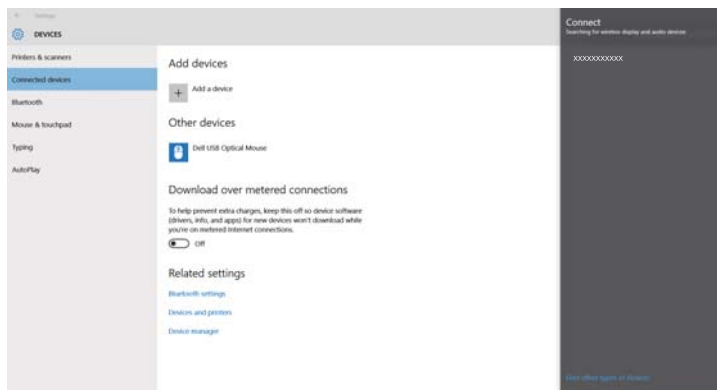 Settings
DEVICES
Printers & scanners
Connected devices
Bluetooth
Mouse & touchpad
Typing
AutoPlay
Add devices
Add a device
Other devices
Dell USB Optical Mouse
Download over metered connections
To help prevent extra charges, keep this off so device software
(drivers, info, and apps) for new devices won't download while
you're on metered Internet connections.
Off
Related settings
Bluetooth settings
Devices and printers
Device manager
Connect
Searching for wireless display and audio devices
xxxxxxxxxxx
Find other types of devices